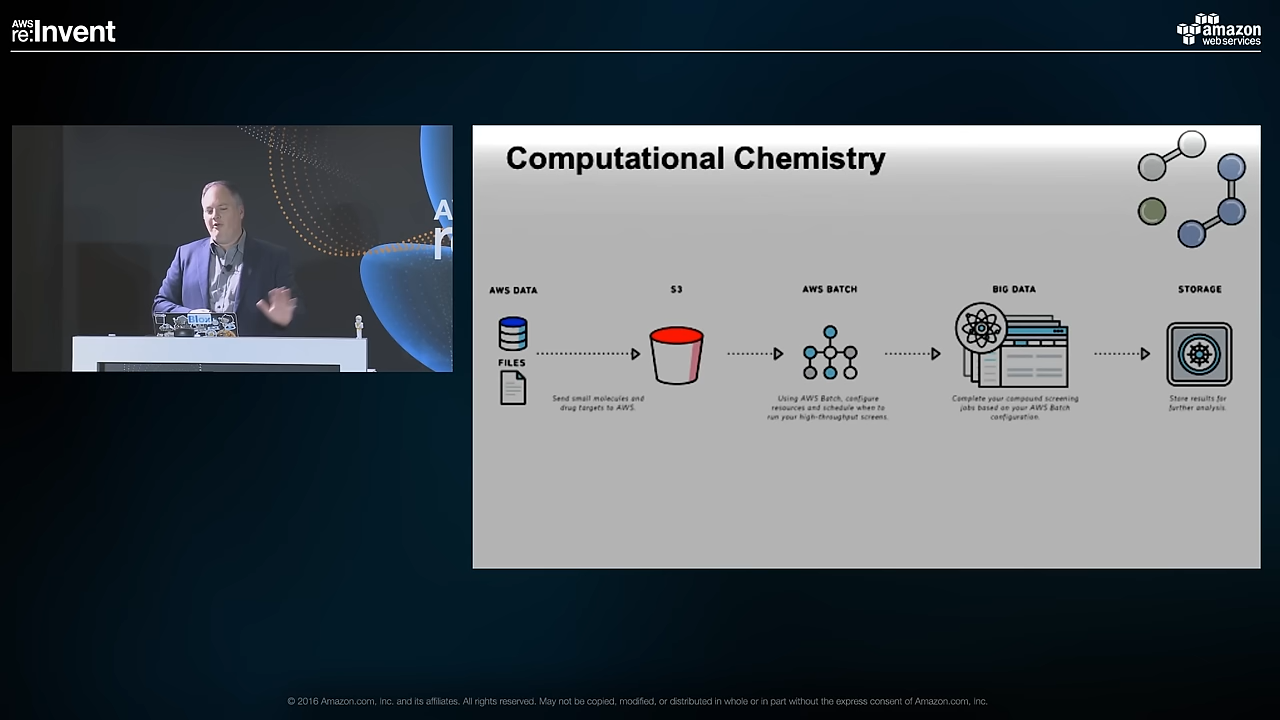 AWS
re:Invent
amazon
webservices
A
n
Blox
Computational Chemistry
AWS DATA
FILES
Send small molecules and
drug targets to AWS.
S3
AWS BATCH
Using AWS Batch, configure
resources and schedule when to
run your high-throughput screens.
BIG DATA
Complete your compound screening
jobs based on your AWS Batch
configuration.
STORAGE
Store results for
further analysis.
© 2016 Amazon.com, Inc. and its affiliates. All rights reserved. May not be copied, modified, or distributed in whole or in part without the express consent of Amazon.com, Inc.